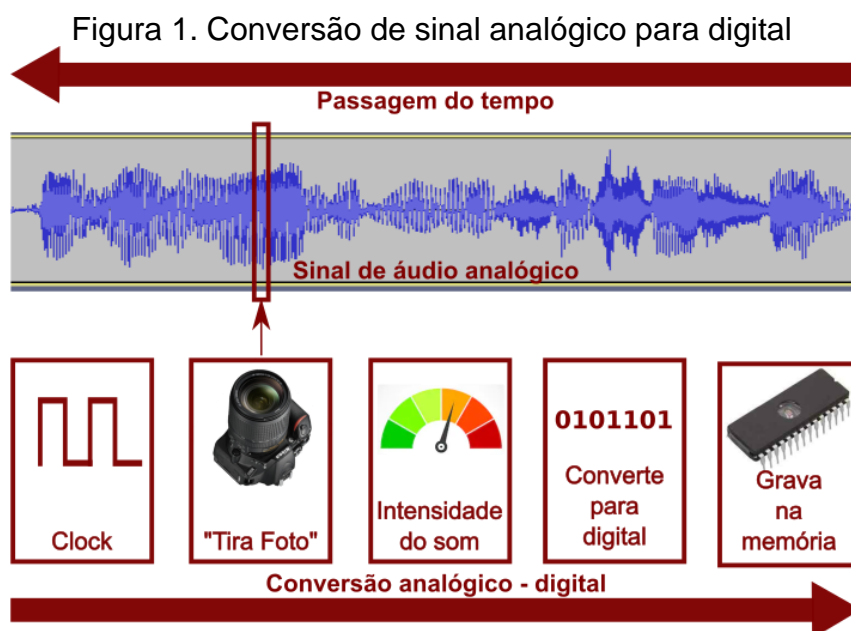 Figura 1. Conversão de sinal analógico para digital
Passagem do tempo
Sinal de áudio analógico
Clock
"Tira Foto"
Intensidade
do som
0101101
Converte
para
digital
Grava
na
memória
Conversão analógico - digital